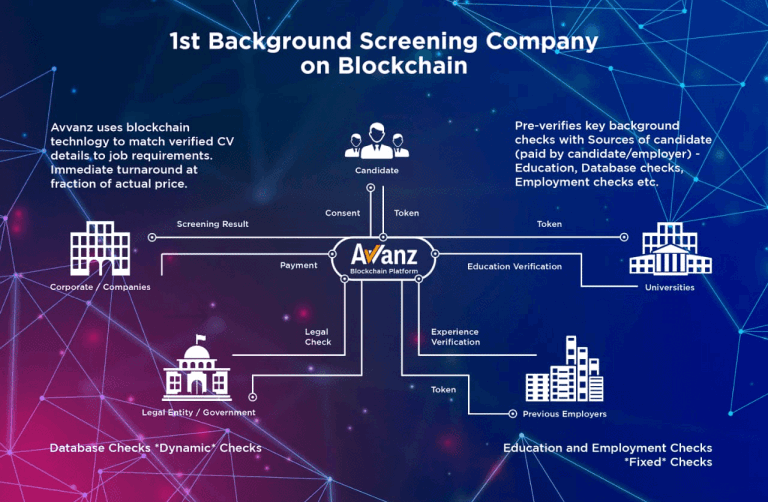 1st Background Screening Company
on Blockchain
Avvanz uses blockchain
technlogy to match verified CV
details to job requirements.
Immediate turnaround at
fraction of actual price.
Pre-verifies key background
checks with Sources of candidate
(paid by candidate/employer) -
Education, Database checks,
Employment checks etc.
Candidate
Consent
Token
Screening Result
Token
Avvanz
Blockchain Platform
Payment
Education Verification
Corporate / Companies
Universities
Legal
Check
Experience
Verification
Token
Legal Entity / Government
Previous Employers
Database Checks *Dynamic* Checks
Education and Employment Checks
*Fixed* Checks